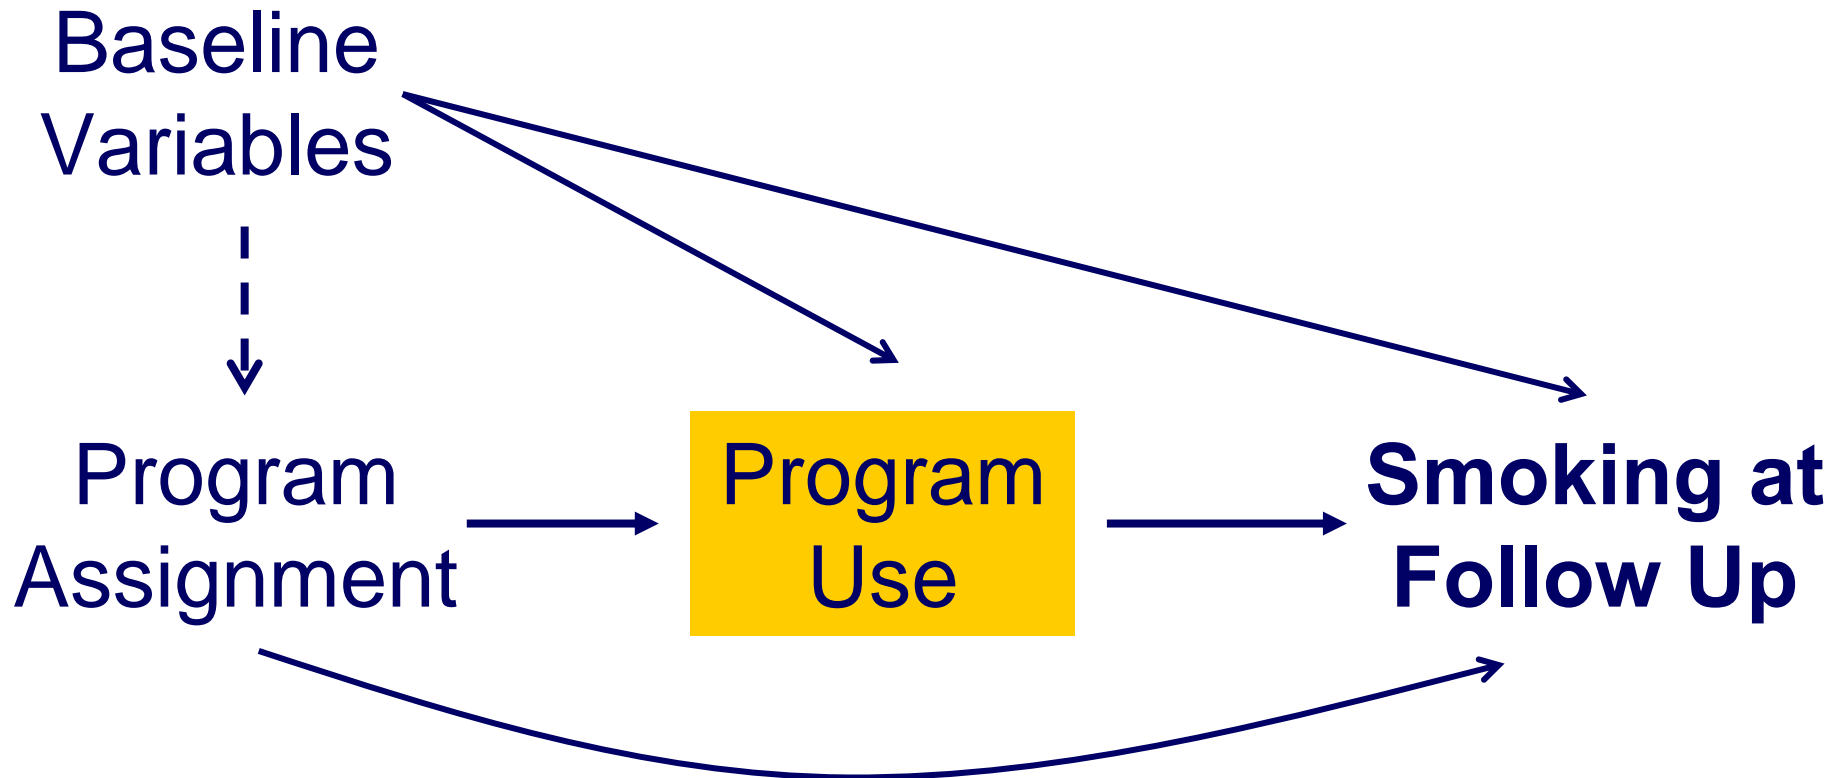 Baseline
Variables
Program
Assignment
Program
Use
Smoking at
Follow Up